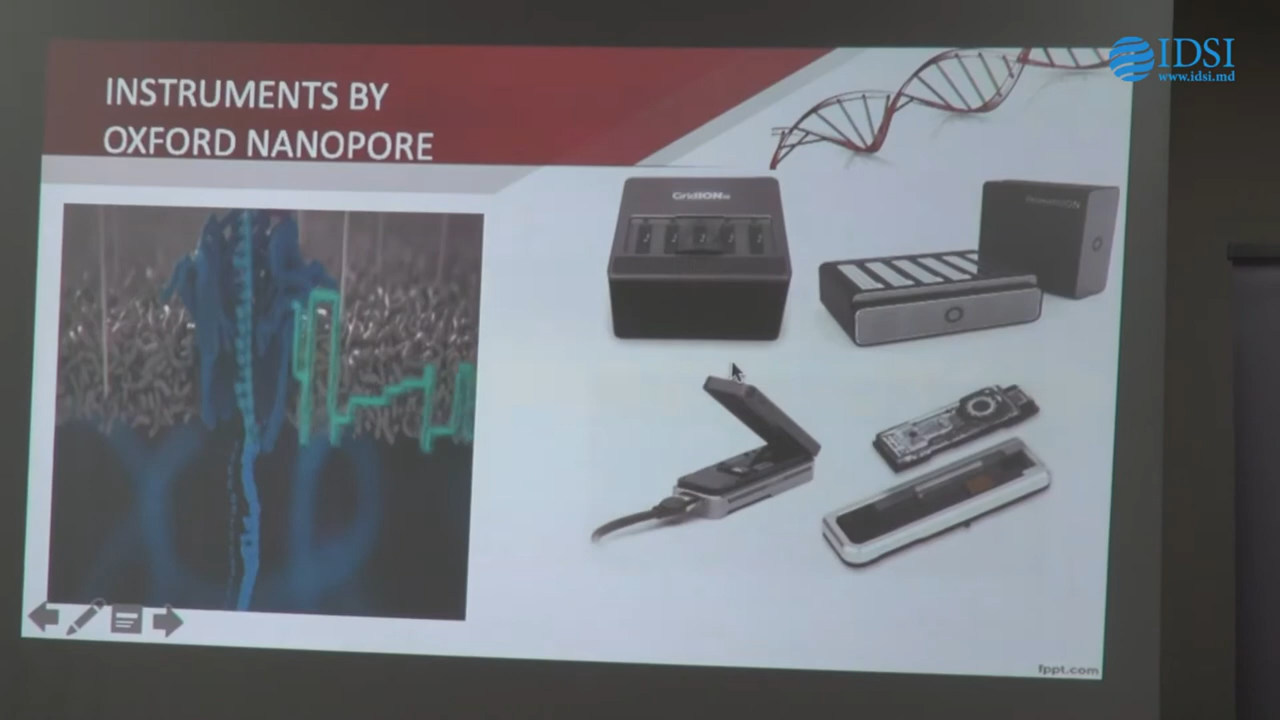 INSTRUMENTS BY
OXFORD NANOPORE
IDSI
www.idsi.md
GridION
fppt.com